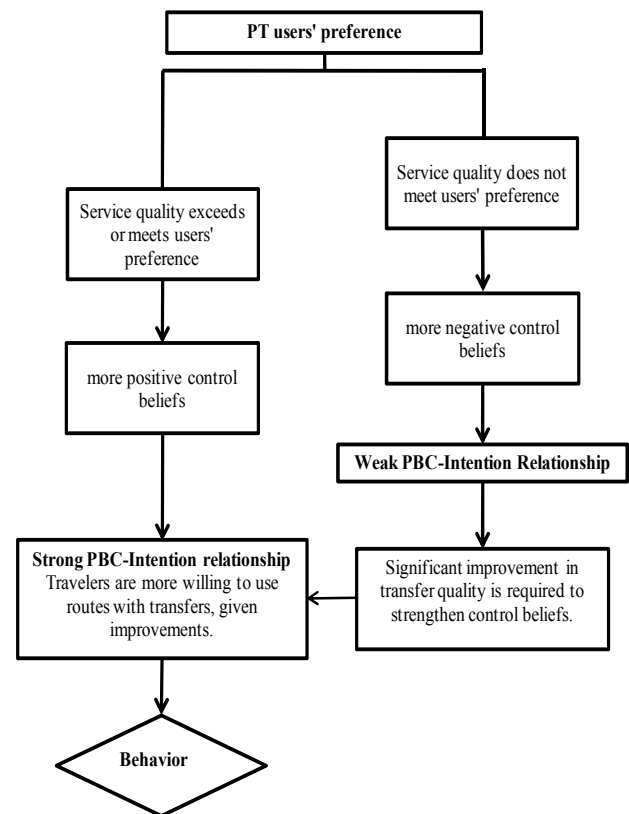 PT users' preference
Service quality exceeds
or meets users'
preference
Service quality does not
meet users' preference
more positive control
beliefs
more negative control
beliefs
Weak PBC-Intention Relationship
Strong PBC-Intention relationship
Travelers are more willing to use
routes with transfers, given
improvements.
Significant improvement in
transfer quality is required to
strengthen control beliefs.
Behavior